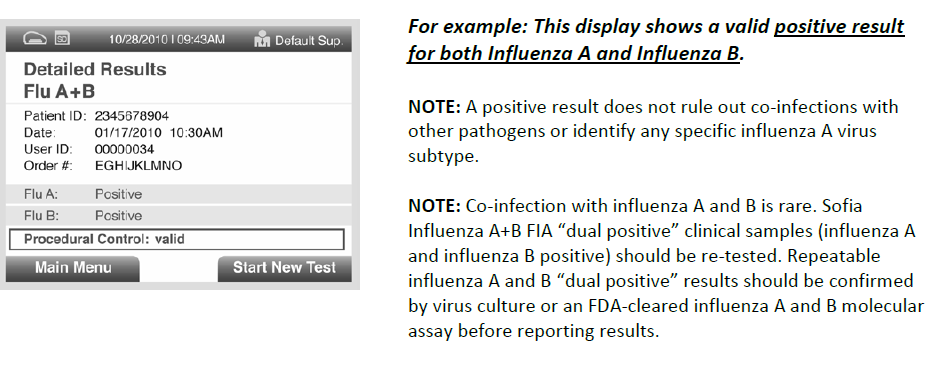 10/28/2010 | 09:43AM Default Sup.
Detailed Results
Flu A+B
Patient ID: 2345678904
Date: 01/17/2010 10:30AM
User ID: 00000034
Order #: EGHIJKLMNO
Flu A: Positive
Flu B: Positive
Procedural Control: valid
Main Menu Start New Test
For example: This display shows a valid positive result
for both Influenza A and Influenza B.
NOTE: A positive result does not rule out co-infections with
other pathogens or identify any specific influenza A virus
subtype.
NOTE: Co-infection with influenza A and B is rare. Sofia
Influenza A+B FIA “dual positive” clinical samples (influenza A
and influenza B positive) should be re-tested. Repeatable
influenza A and B “dual positive” results should be confirmed
by virus culture or an FDA-cleared influenza A and B molecular
assay before reporting results.